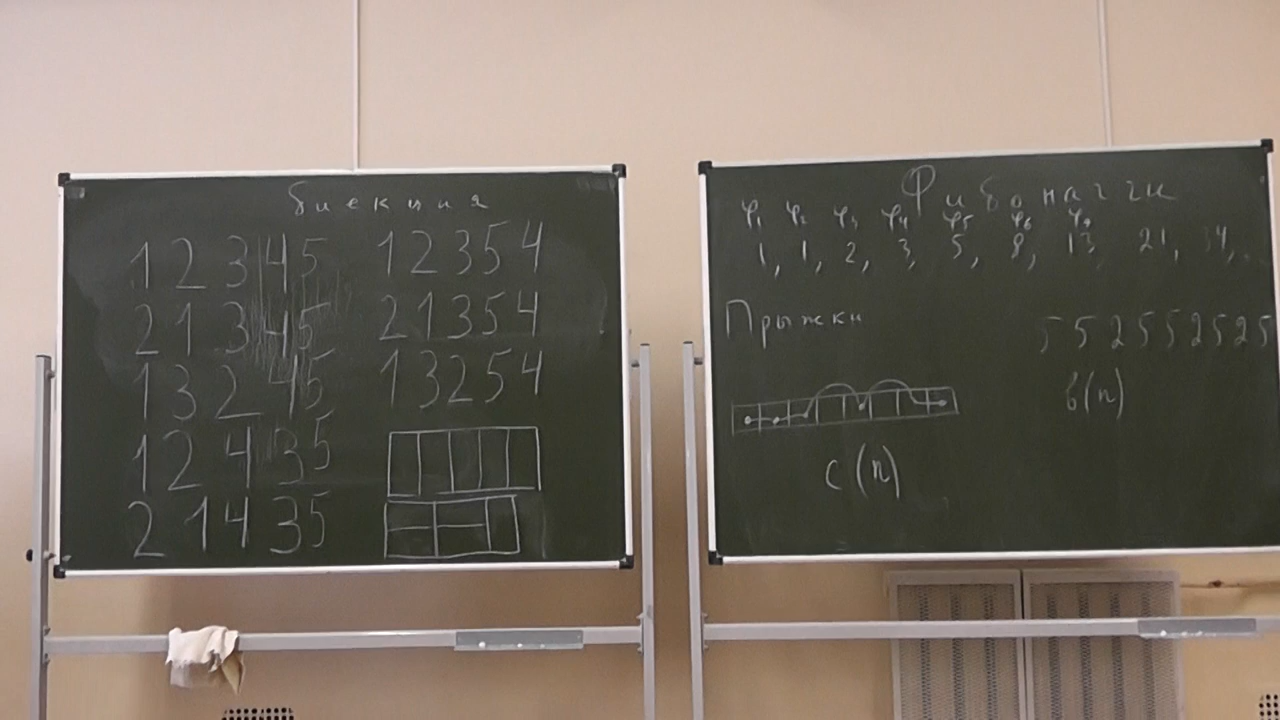 биекция
1 2 3 4 5
2 1 3 4 5
1 3 2 4 5
1 2 4 3 5
2 1 4 3 5
1 2 3 5 4
2 1 3 5 4
1 3 2 5 4
Фибоначчи
φ₁ φ₂ φ₃ φ₄ φ₅ φ₆
1, 1, 2, 3, 5, 8, 13 21, 34, ...
Прыжки
5 5 2 5 5 2 5 2 5
c(n)
b(n)